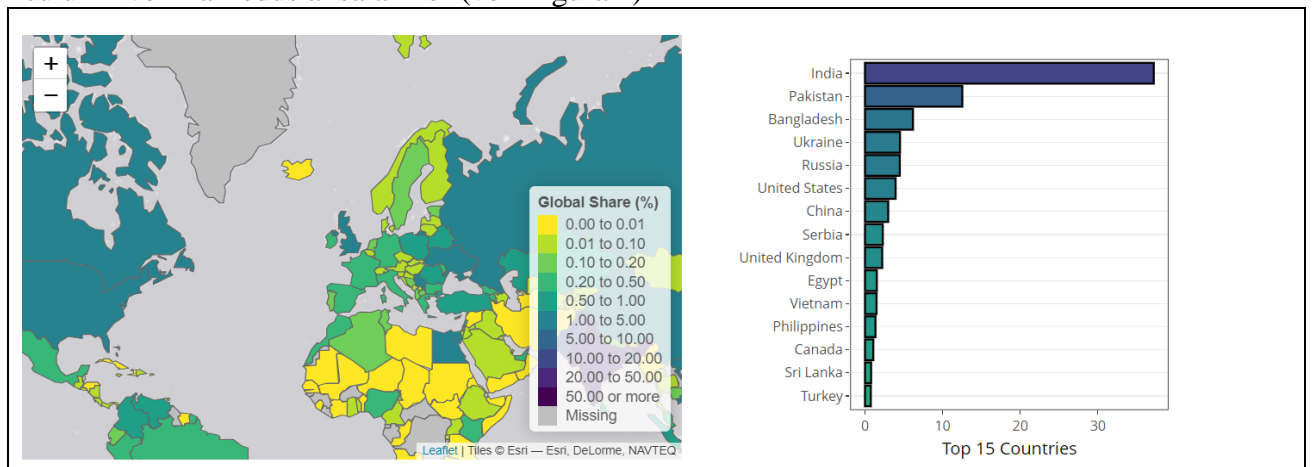 +
−
Global Share (%)
0.00 to 0.01
0.01 to 0.10
0.10 to 0.20
0.20 to 0.50
0.50 to 1.00
1.00 to 5.00
5.00 to 10.00
10.00 to 20.00
20.00 to 50.00
50.00 or more
Missing
Leaflet | Tiles © Esri — Esri, DeLorme, NAVTEQ
India
Pakistan
Bangladesh
Ukraine
Russia
United States
China
Serbia
United Kingdom
Egypt
Vietnam
Philippines
Canada
Sri Lanka
Turkey
0 10 20 30
Top 15 Countries